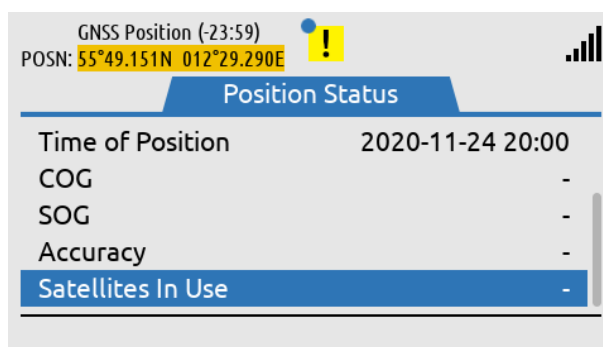 GNSS Position (-23:59)
POSN: 55°49.151N 012°29.290E
!
Position Status
Time of Position 2020-11-24 20:00
COG -
SOG -
Accuracy -
Satellites In Use -